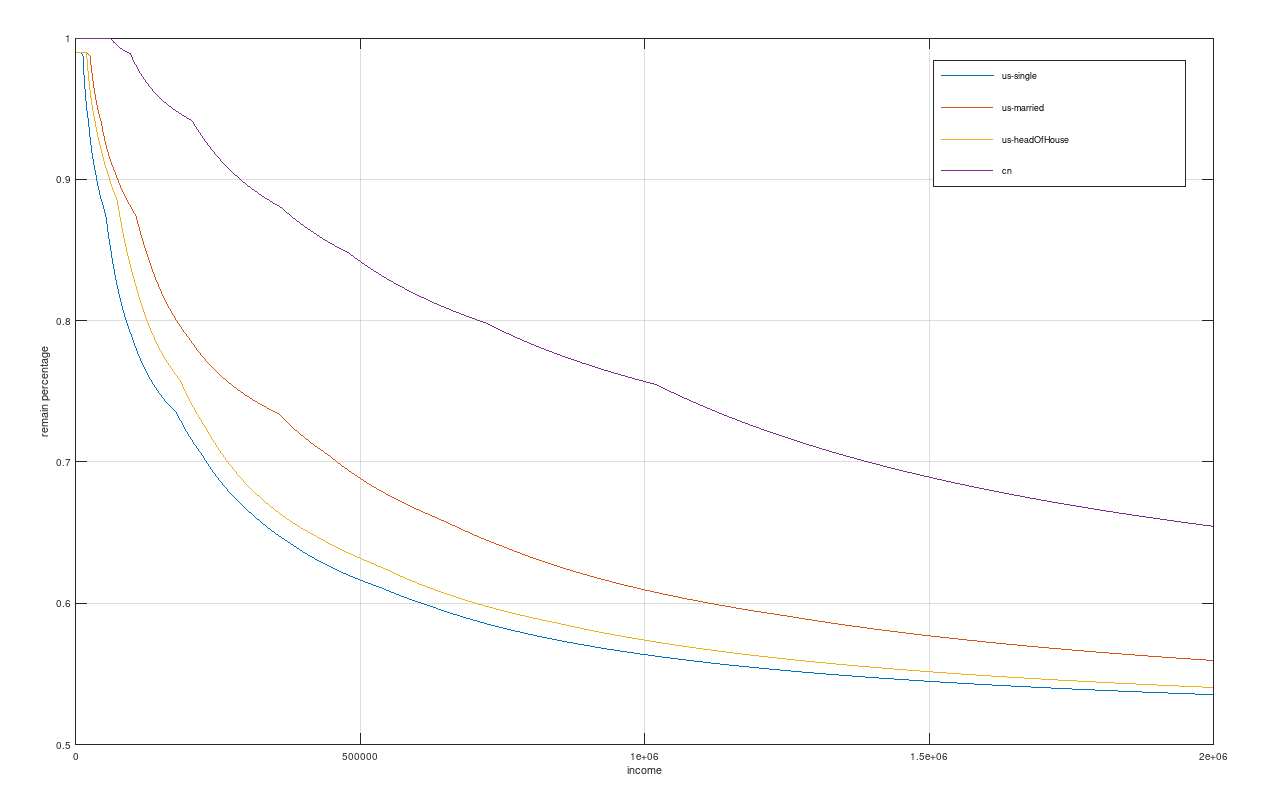 1
0.9
0.8
0.7
0.6
0.5
remain percentage
0
500000
1e+06
1.5e+06
2e+06
income
us-single
us-married
us-headOfHouse
cn